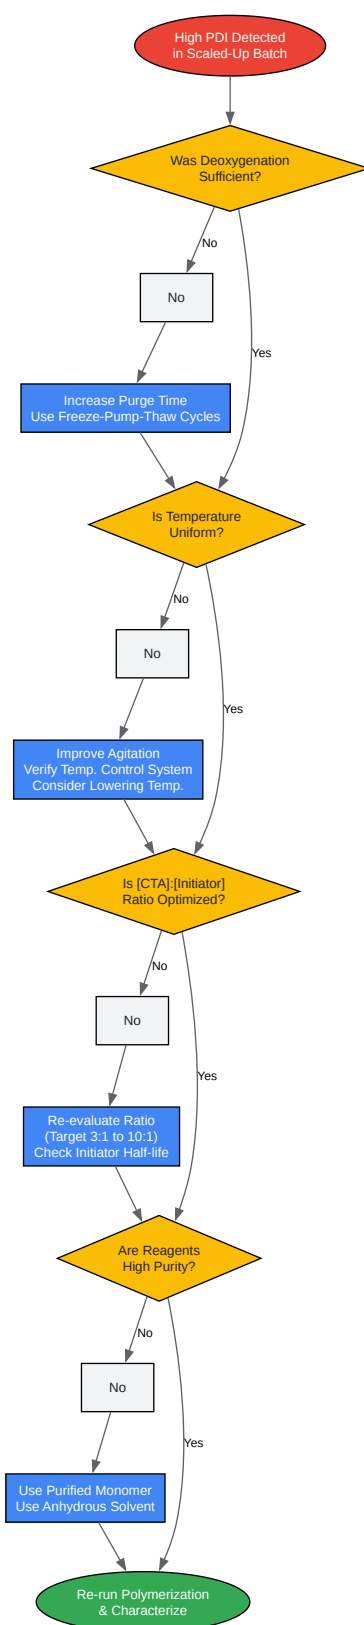 High PDI Detected
in Scaled-Up Batch
Was Deoxygenation
Sufficient?
No
No
Yes
Increase Purge Time
Use Freeze-Pump-Thaw Cycles
Is Temperature
Uniform?
No
No
Yes
Improve Agitation
Verify Temp. Control System
Consider Lowering Temp.
Is [CTA]:[Initiator]
Ratio Optimized?
No
No
Yes
Re-evaluate Ratio
(Target 3:1 to 10:1)
Check Initiator Half-life
Are Reagents
High Purity?
No
No
Yes
Use Purified Monomer
Use Anhydrous Solvent
Re-run Polymerization
& Characterize